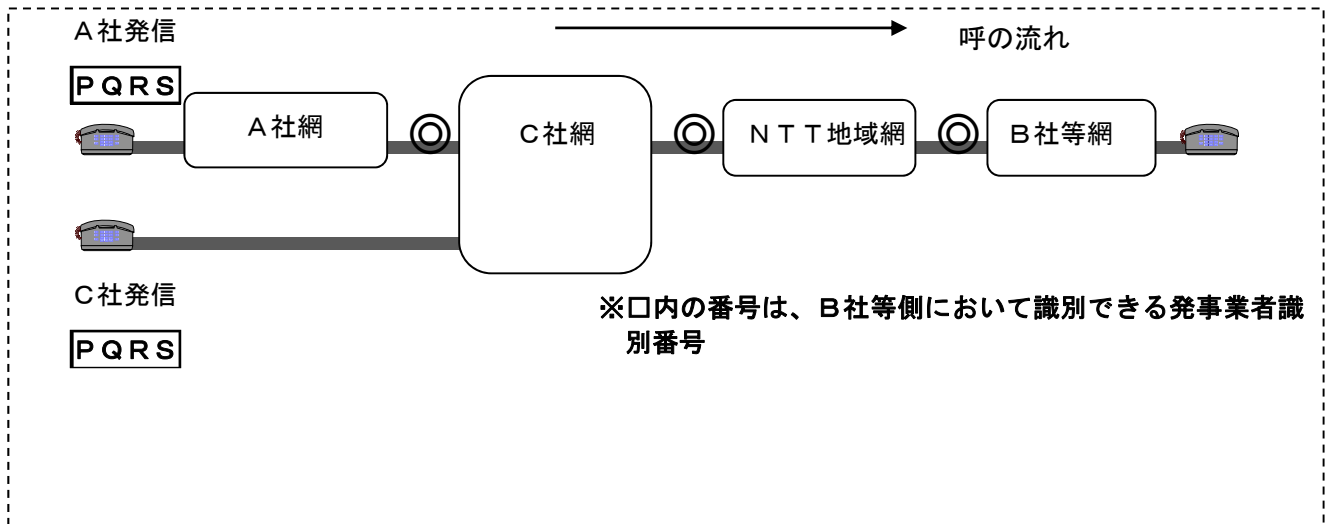 A社発信
呼の流れ
PQRS
A社網
C社網
NTT地域網
B社等網
C社発信
※□内の番号は、B社等側において識別できる発事業者識
別番号
PQRS